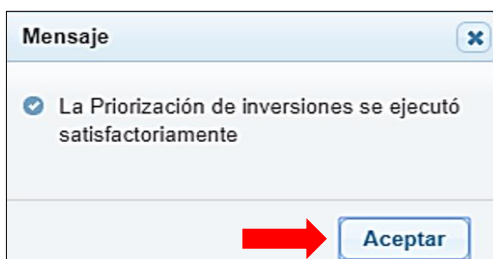 Mensaje
La Priorización de inversiones se ejecutó
satisfactoriamente
Aceptar